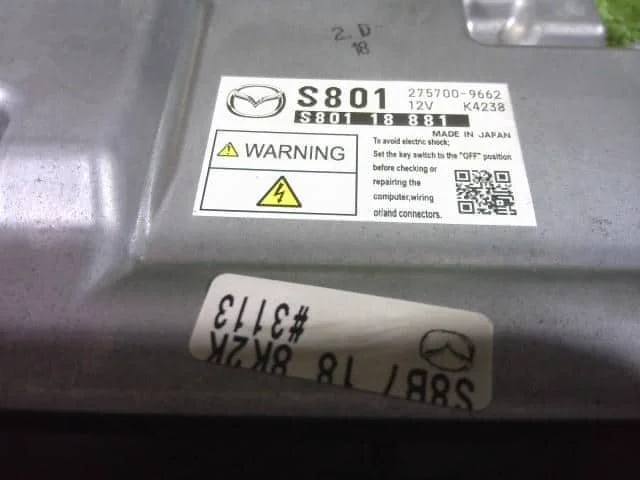 2.D
18
S801 275700-9662
12V K4238
S801 18 881
MADE IN JAPAN
WARNING
To avoid electric shock;
Set the key switch to the "OFF" position
before checking or
repairing the
computer,wiring
or/and connectors.
#3113
S8B7 18 8K2K